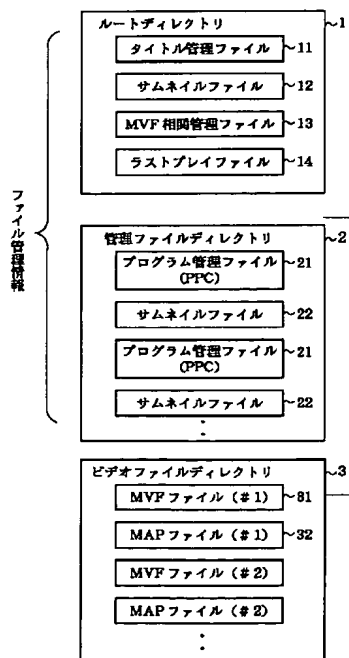 ルートディレクトリ
1
タイトル管理ファイル
11
サムネイルファイル
12
MVF相関管理ファイル
13
ラストプレイファイル
14
ファイル管理情報
管理ファイルディレクトリ
2
プログラム管理ファイル
(PPC)
21
サムネイルファイル
22
プログラム管理ファイル
(PPC)
21
サムネイルファイル
22
ビデオファイルディレクトリ
3
MVFファイル(#1)
81
MAPファイル(#1)
32
MVFファイル(#2)
MAPファイル(#2)